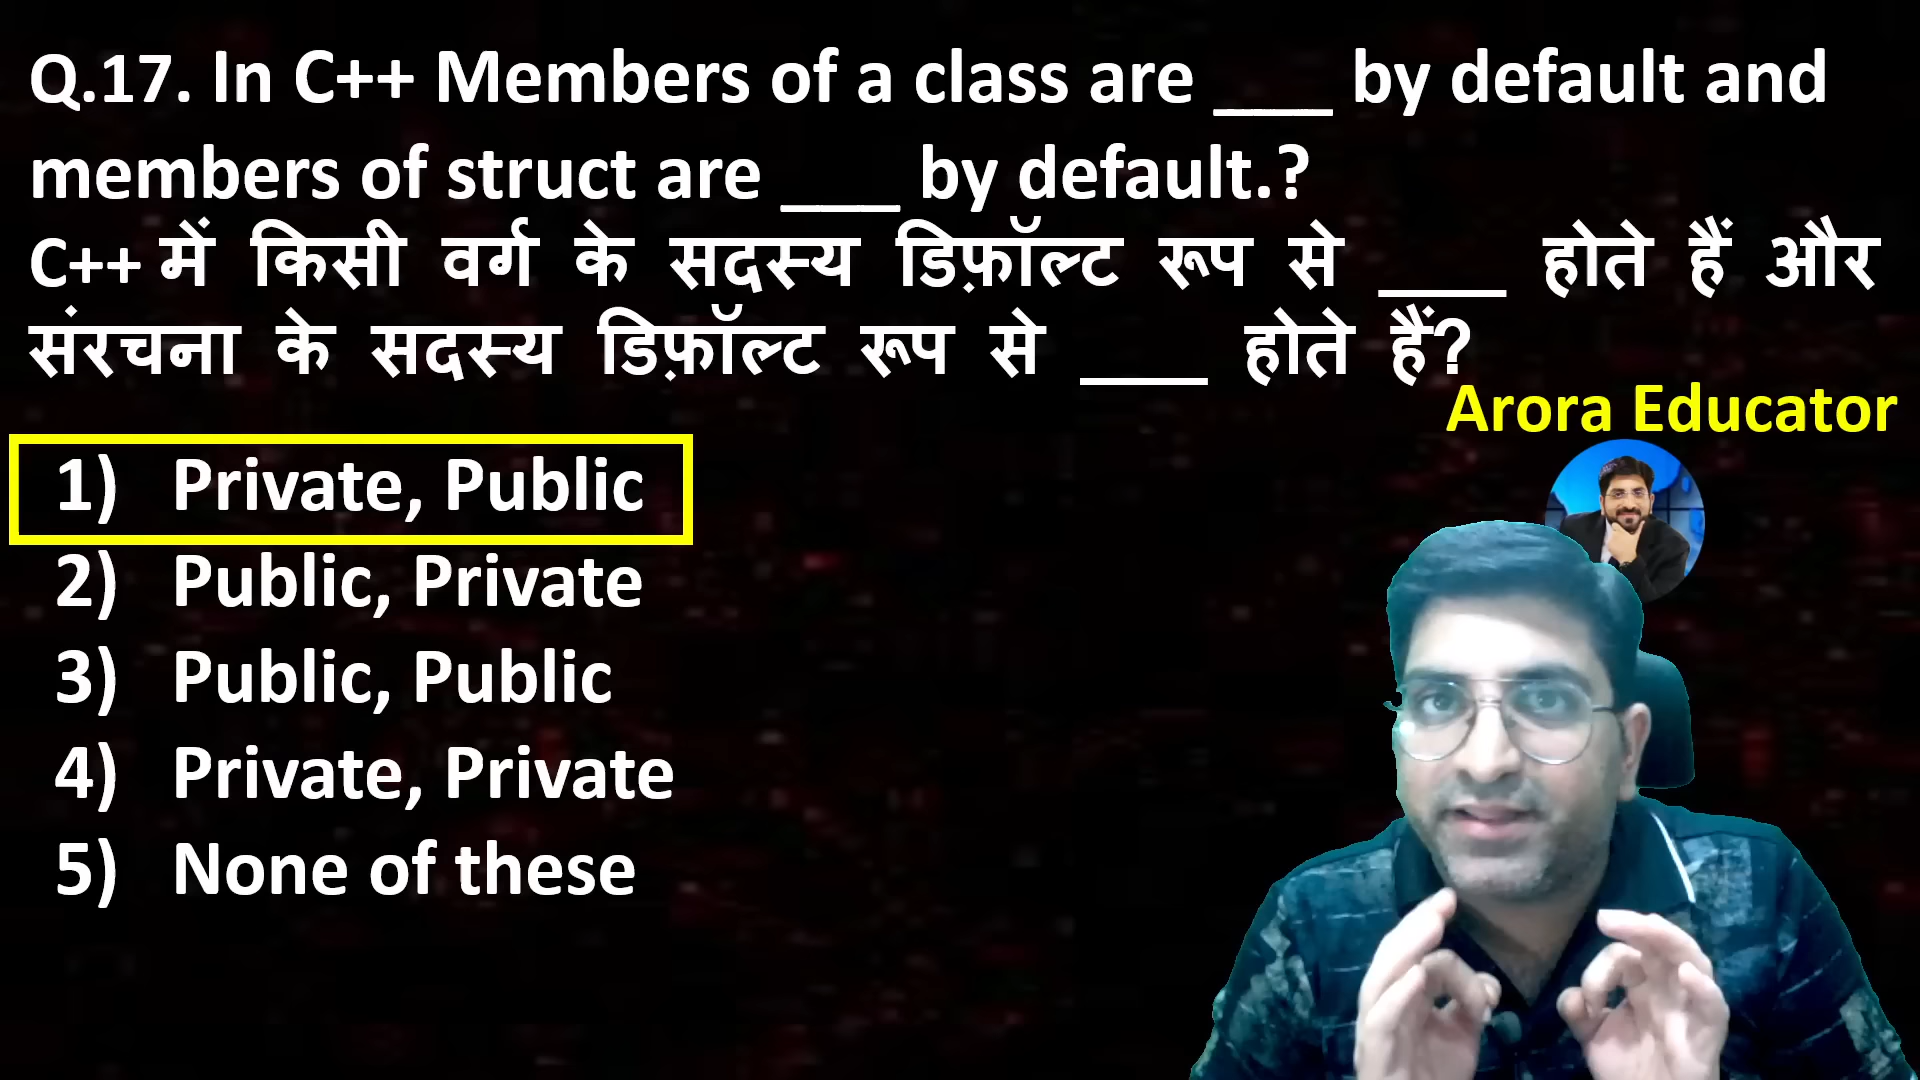 Q.17. In C++ Members of a class are ___ by default and
members of struct are ___ by default.?
C++ में किसी वर्ग के सदस्य डिफ़ॉल्ट रूप से ___ होते हैं और
संरचना के सदस्य डिफ़ॉल्ट रूप से ___ होते हैं?
Arora Educator
1) Private, Public
2) Public, Private
3) Public, Public
4) Private, Private
5) None of these